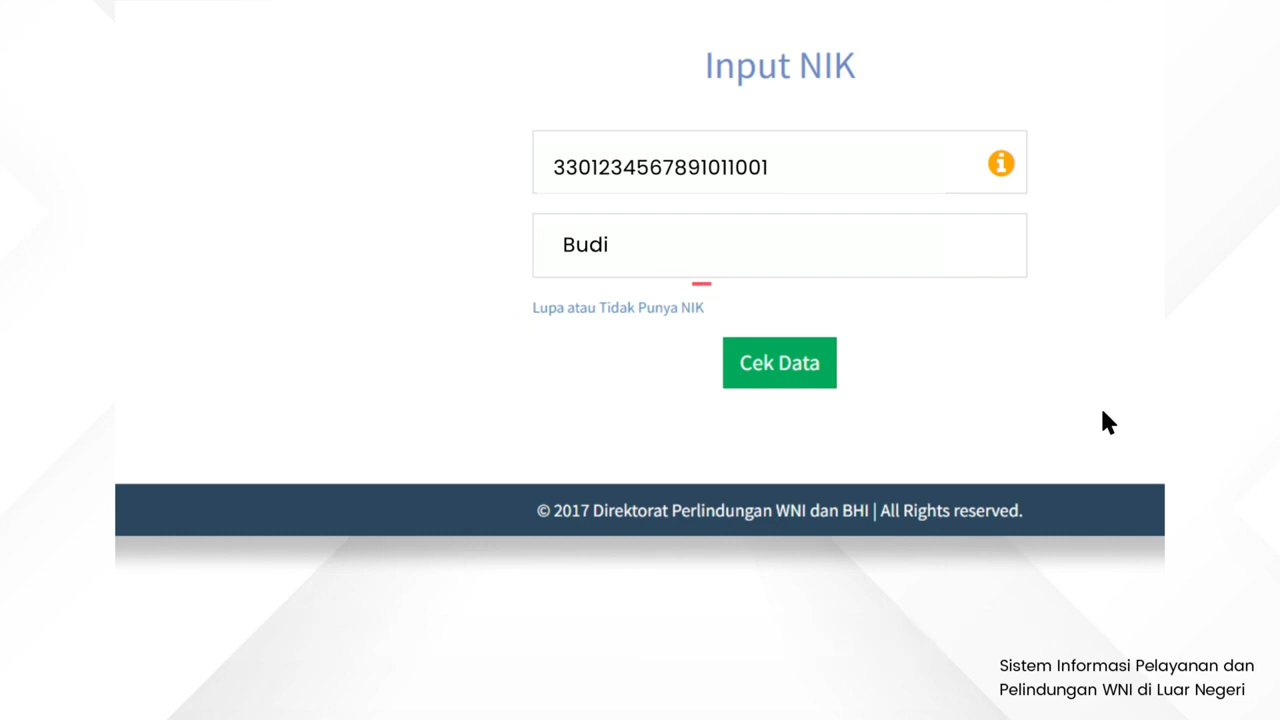 Input NIK
3301234567891011001
Budi
Lupa atau Tidak Punya NIK
Cek Data
© 2017 Direktorat Perlindungan WNI dan BHI | All Rights reserved.
Sistem Informasi Pelayanan dan
Pelindungan WNI di Luar Negeri